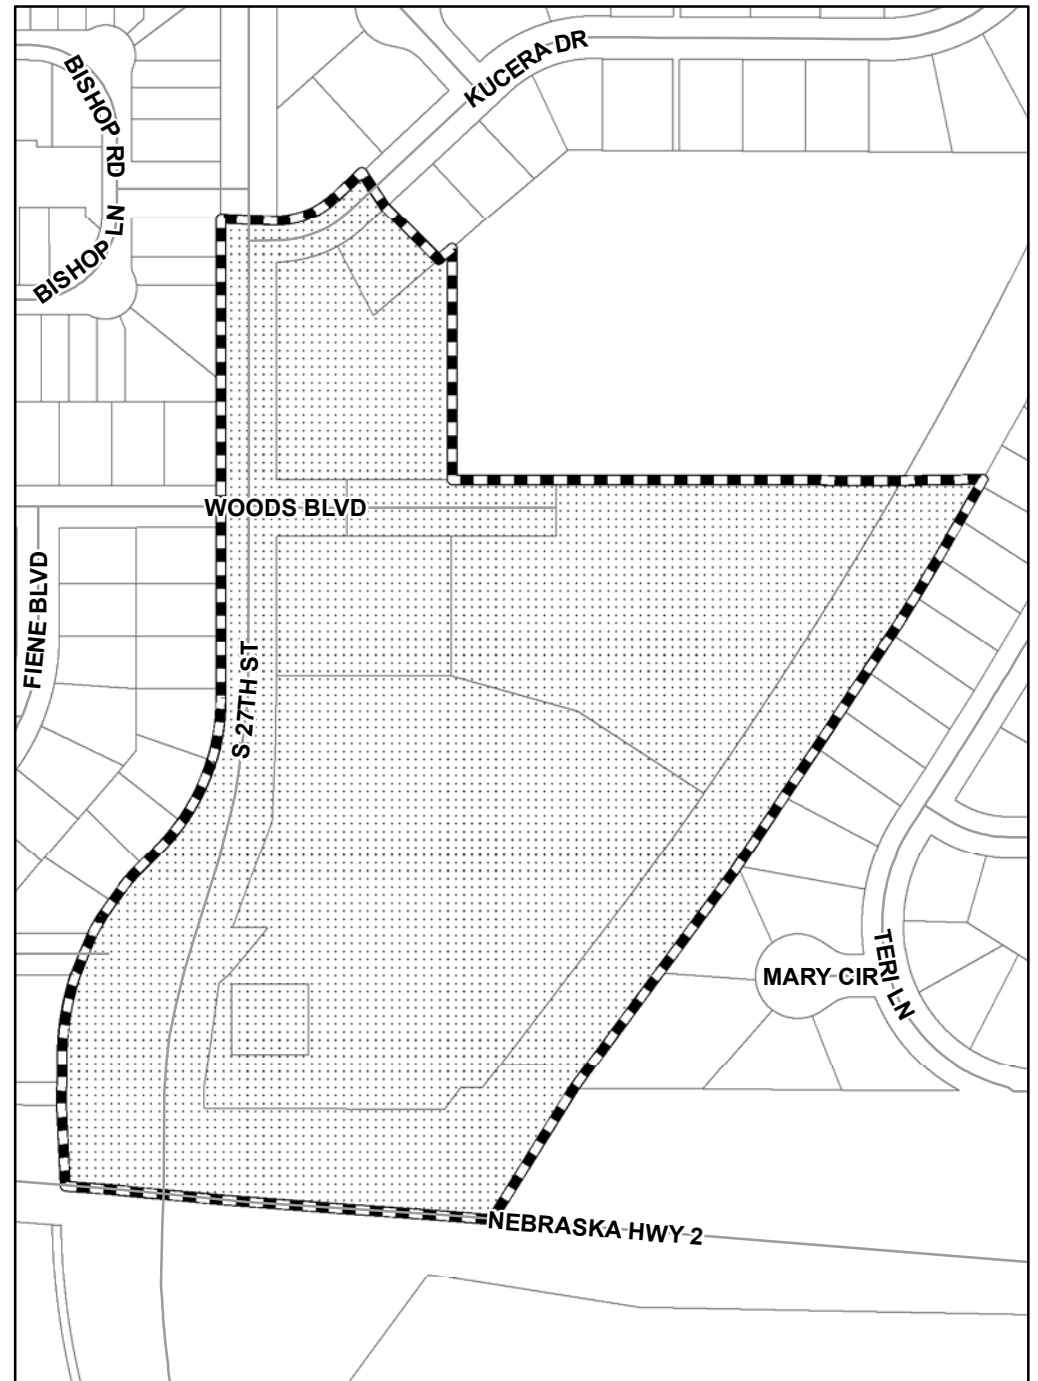 KUCERA DR
BISHOP RD
BISHOP LN
WOODS BLVD
FIENE BLVD
S 27TH ST
MARY CIR
TERI LN
NEBRASKA HWY 2